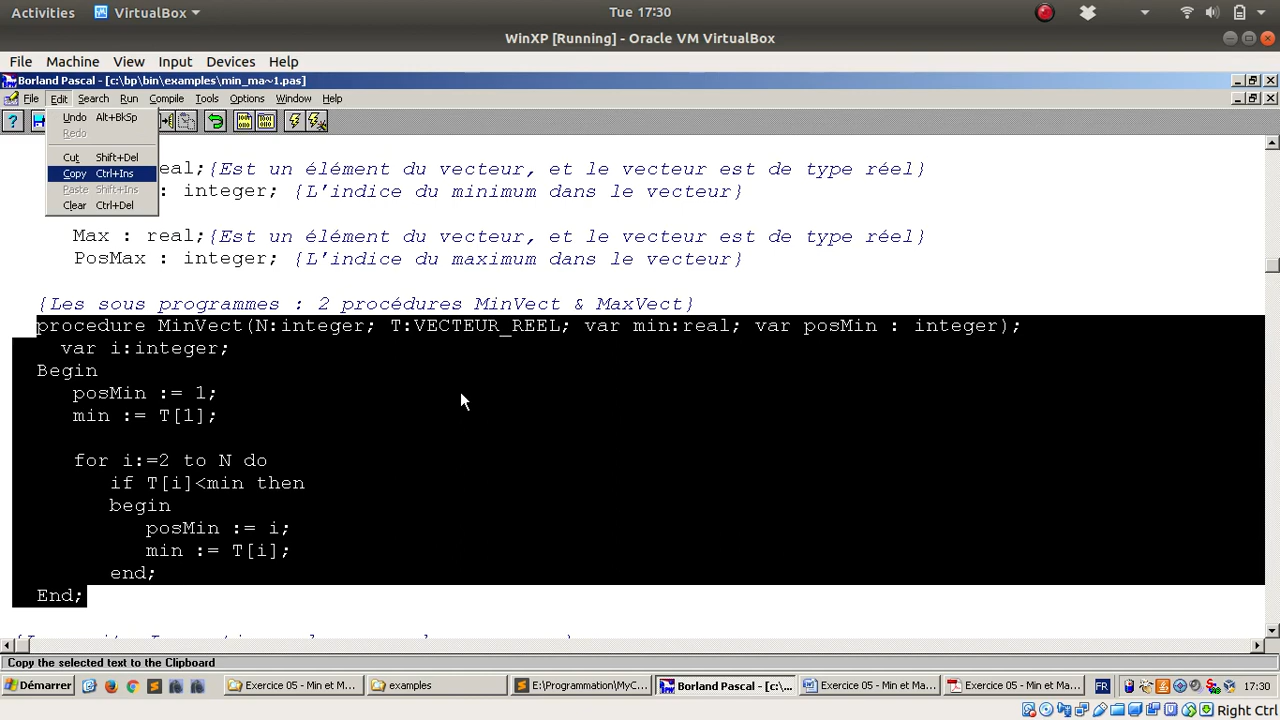 Activities VirtualBox Tue 17:30
WinXP [Running] - Oracle VM VirtualBox
File Machine View Input Devices Help
Borland Pascal - [c:\bp\bin\examples\min_ma~1.pas]
File Edit Search Run Compile Tools Options Window Help
Undo Alt+BkSp
Redo
Cut Shift+Del
Copy Ctrl+Ins
Paste Shift+Ins
Clear Ctrl+Del
eal;{Est un élément du vecteur, et le vecteur est de type réel}
: integer; {L'indice du minimum dans le vecteur}
Max : real;{Est un élément du vecteur, et le vecteur est de type réel}
PosMax : integer; {L'indice du maximum dans le vecteur}
{Les sous programmes : 2 procédures MinVect & MaxVect}
procedure MinVect(N:integer; T:VECTEUR_REEL; var min:real; var posMin : integer);
var i:integer;
Begin
posMin := 1;
min := T[1];
for i:=2 to N do
if T[i]<min then
begin
posMin := i;
min := T[i];
end;
End;
Copy the selected text to the Clipboard
Démarrer Exercice 05 - Min et M... examples E:\Programation\MyC... Borland Pascal - [c:\... Exercice 05 - Min et Ma... Exercice 05 - Min et Ma... FR 17:30
Right Ctrl